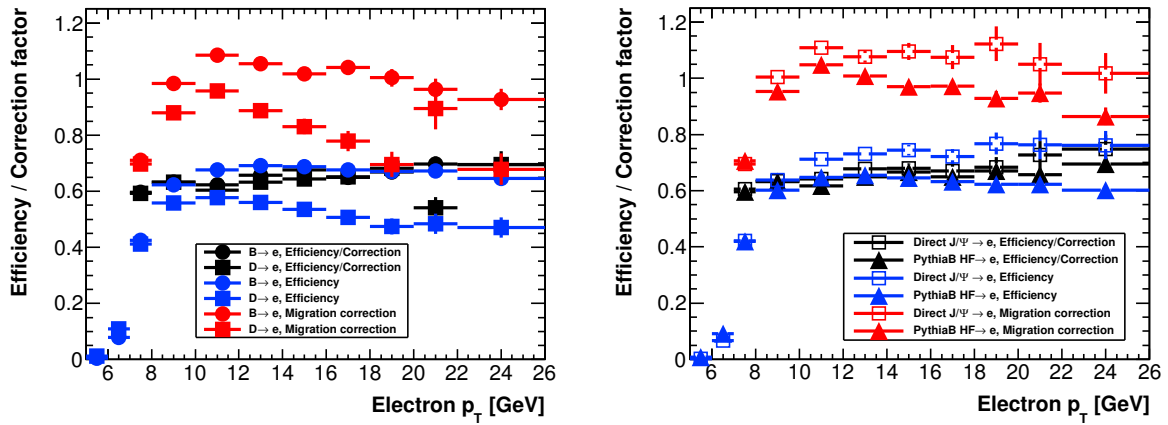 Efficiency / Correction factor
1.2
1
0.8
0.6
0.4
0.2
0
B→e, Efficiency/Correction
D→e, Efficiency/Correction
B→e, Efficiency
D→e, Efficiency
B→e, Migration correction
D→e, Migration correction
6 8 10 12 14 16 18 20 22 24 26
Electron p_T [GeV]
Efficiency / Correction factor
1.2
1
0.8
0.6
0.4
0.2
0
Direct J/Ψ→e, Efficiency/Correction
PythiaB HF→e, Efficiency/Correction
Direct J/Ψ→e, Efficiency
PythiaB HF→e, Efficiency
Direct J/Ψ→e, Migration correction
PythiaB HF→e, Migration correction
6 8 10 12 14 16 18 20 22 24 26
Electron p_T [GeV]